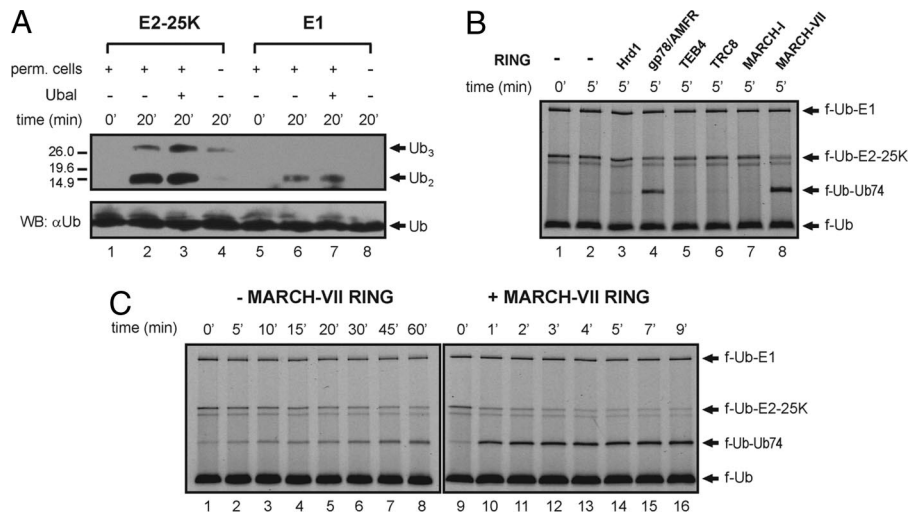 A
E2-25K E1
perm. cells + + + - + + + -
Ubal - - + - - - + -
time (min) 0' 20' 20' 20' 0' 20' 20' 20'
26.0
19.6
14.9
Ub3
Ub2
WB: αUb
Ub
1 2 3 4 5 6 7 8
B
RING - - Hrd1 gp78/AMFR TEB4 TRC8 MARCH-I MARCH-VII
time (min) 0' 5' 5' 5' 5' 5' 5' 5'
f-Ub-E1
f-Ub-E2-25K
f-Ub-Ub74
f-Ub
1 2 3 4 5 6 7 8
C
- MARCH-VII RING + MARCH-VII RING
time (min) 0' 5' 10' 15' 20' 30' 45' 60' 0' 1' 2' 3' 4' 5' 7' 9'
f-Ub-E1
f-Ub-E2-25K
f-Ub-Ub74
f-Ub
1 2 3 4 5 6 7 8 9 10 11 12 13 14 15 16